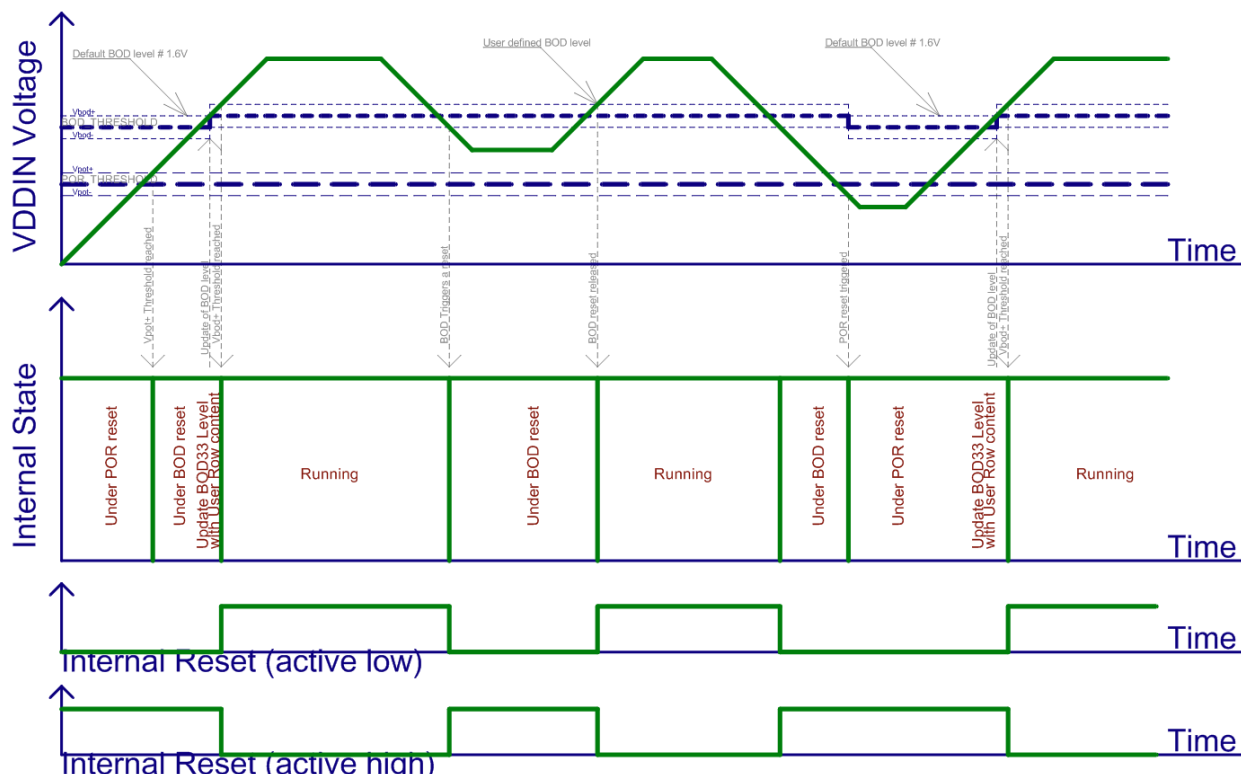 VDDIN Voltage
Default BOD level # 1.6V
User defined BOD level
Default BOD level # 1.6V
Vbod+
BOD_THRESHOLD
Vbod-
Vpot+
POR_THRESHOLD
Vpot-
Time
Vpot+ Threshold reached
Update of BOD level
Vbod+ Threshold reached
BOD Triggers a reset
BOD reset released
POR reset triggered
Update of BOD level
Vbod+ Threshold reached
Internal State
Under POR reset
Under BOD reset
Update BOD33 Level
with User Row content
Running
Under BOD reset
Running
Under BOD reset
Under POR reset
Update BOD33 Level
with User Row content
Running
Time
Time
Internal Reset (active low)
Time
Internal Reset (active high)